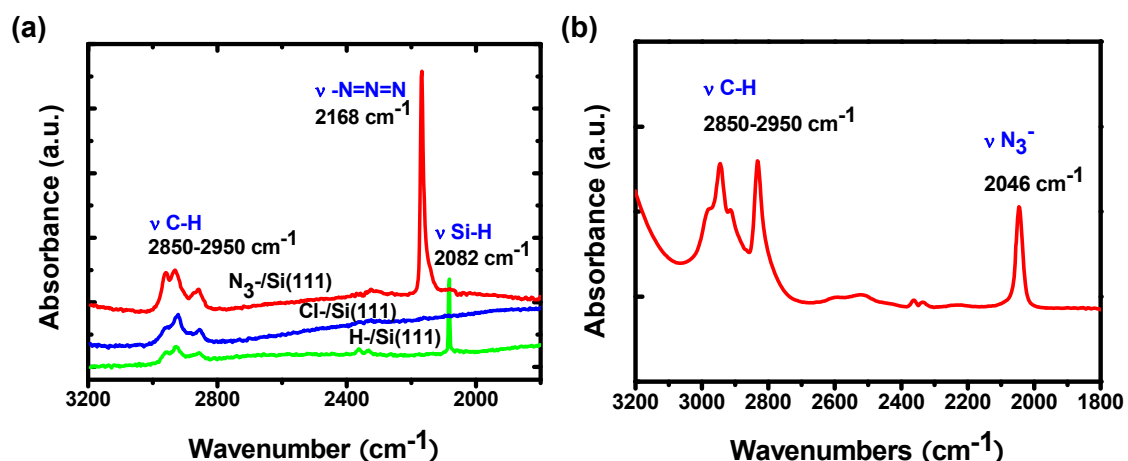 (a)
ν -N=N=N
2168 cm⁻¹
ν C-H
2850-2950 cm⁻¹
ν Si-H
2082 cm⁻¹
N₃-/Si(111)
Cl-/Si(111)
H-/Si(111)
Absorbance (a.u.)
3200 2800 2400 2000
Wavenumber (cm⁻¹)
(b)
ν C-H
2850-2950 cm⁻¹
ν N₃⁻
2046 cm⁻¹
Absorbance (a.u.)
3200 3000 2800 2600 2400 2200 2000 1800
Wavenumbers (cm⁻¹)